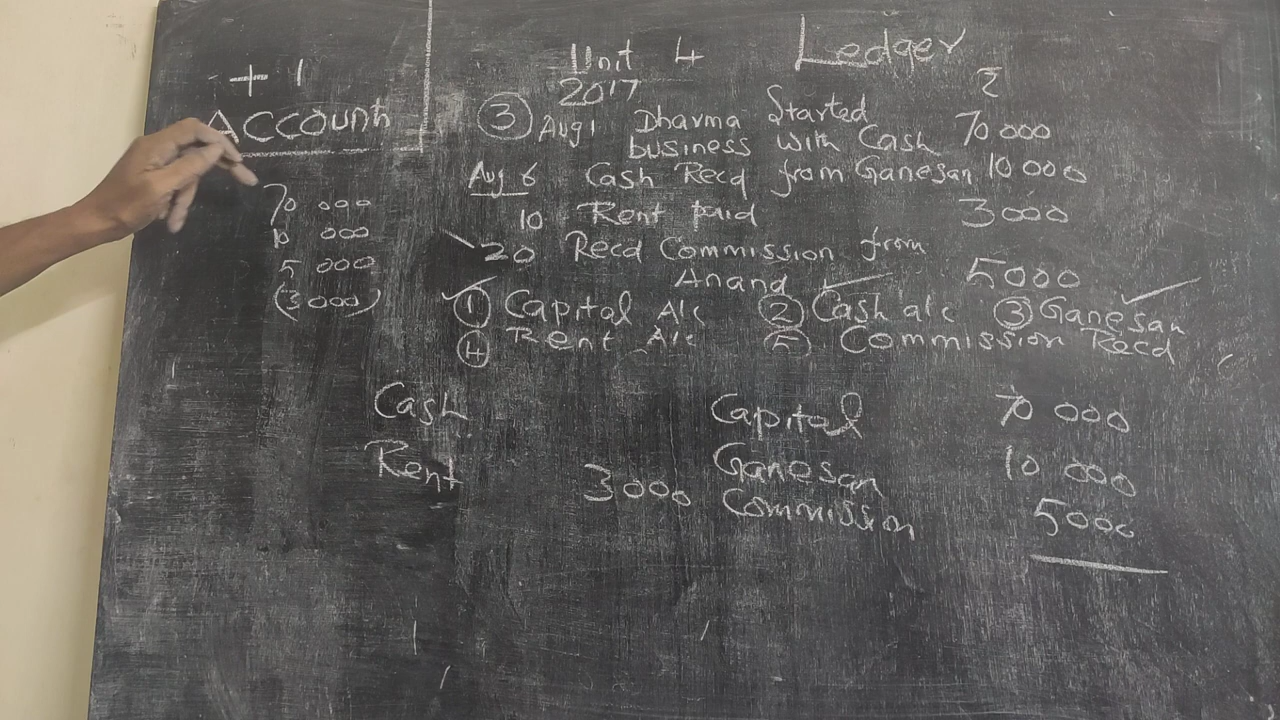 + 1
Account
70 000
10 000
5 000
(3000)
Unit 4 Ledger
2017 ₹
③ Aug 1 Dharma Started
business with Cash 70 000
Aug 6 Cash Recd from Ganesan 10 000
10 Rent paid 3000
20 Recd Commission from
Anand 5000
① Capital A/c ② Cash a/c ③ Ganesan
④ Rent A/c ⑤ Commission Recd
Cash Capital 70 000
Rent 3000 Ganesan 10 000
Commission 5000